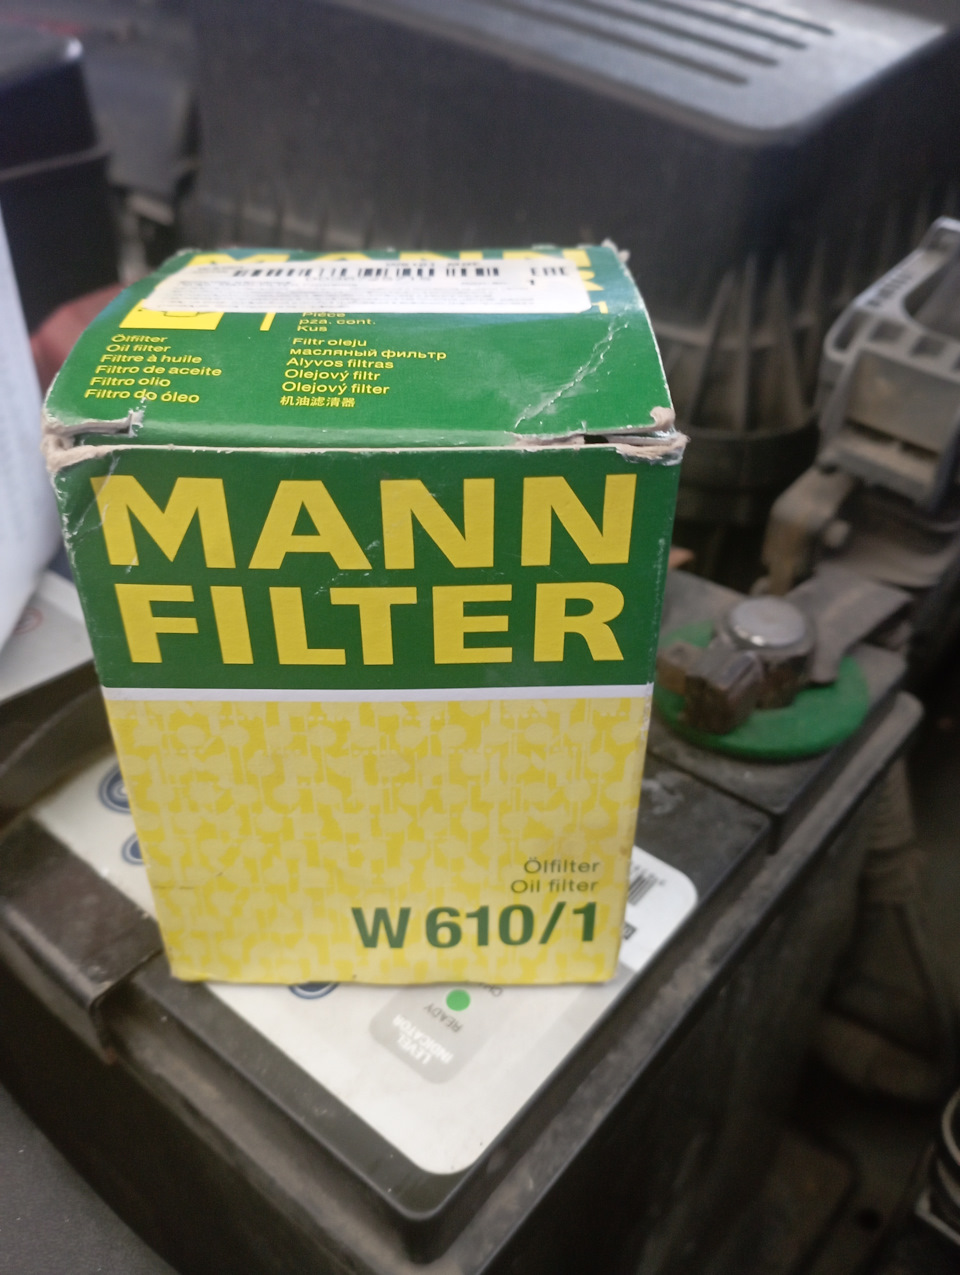 MANN
Pièce
pza. cont.
Kus
Ölfilter
Oil filter
Filtre à huile
Filtro de aceite
Filtro olio
Filtro do óleo
Filtr oleju
масляный фильтр
Alyvos filtras
Olejový filtr
Olejový filter
机油滤清器
MANN
FILTER
Ölfilter
Oil filter
W 610/1
READY
LEVEL
INDICATOR